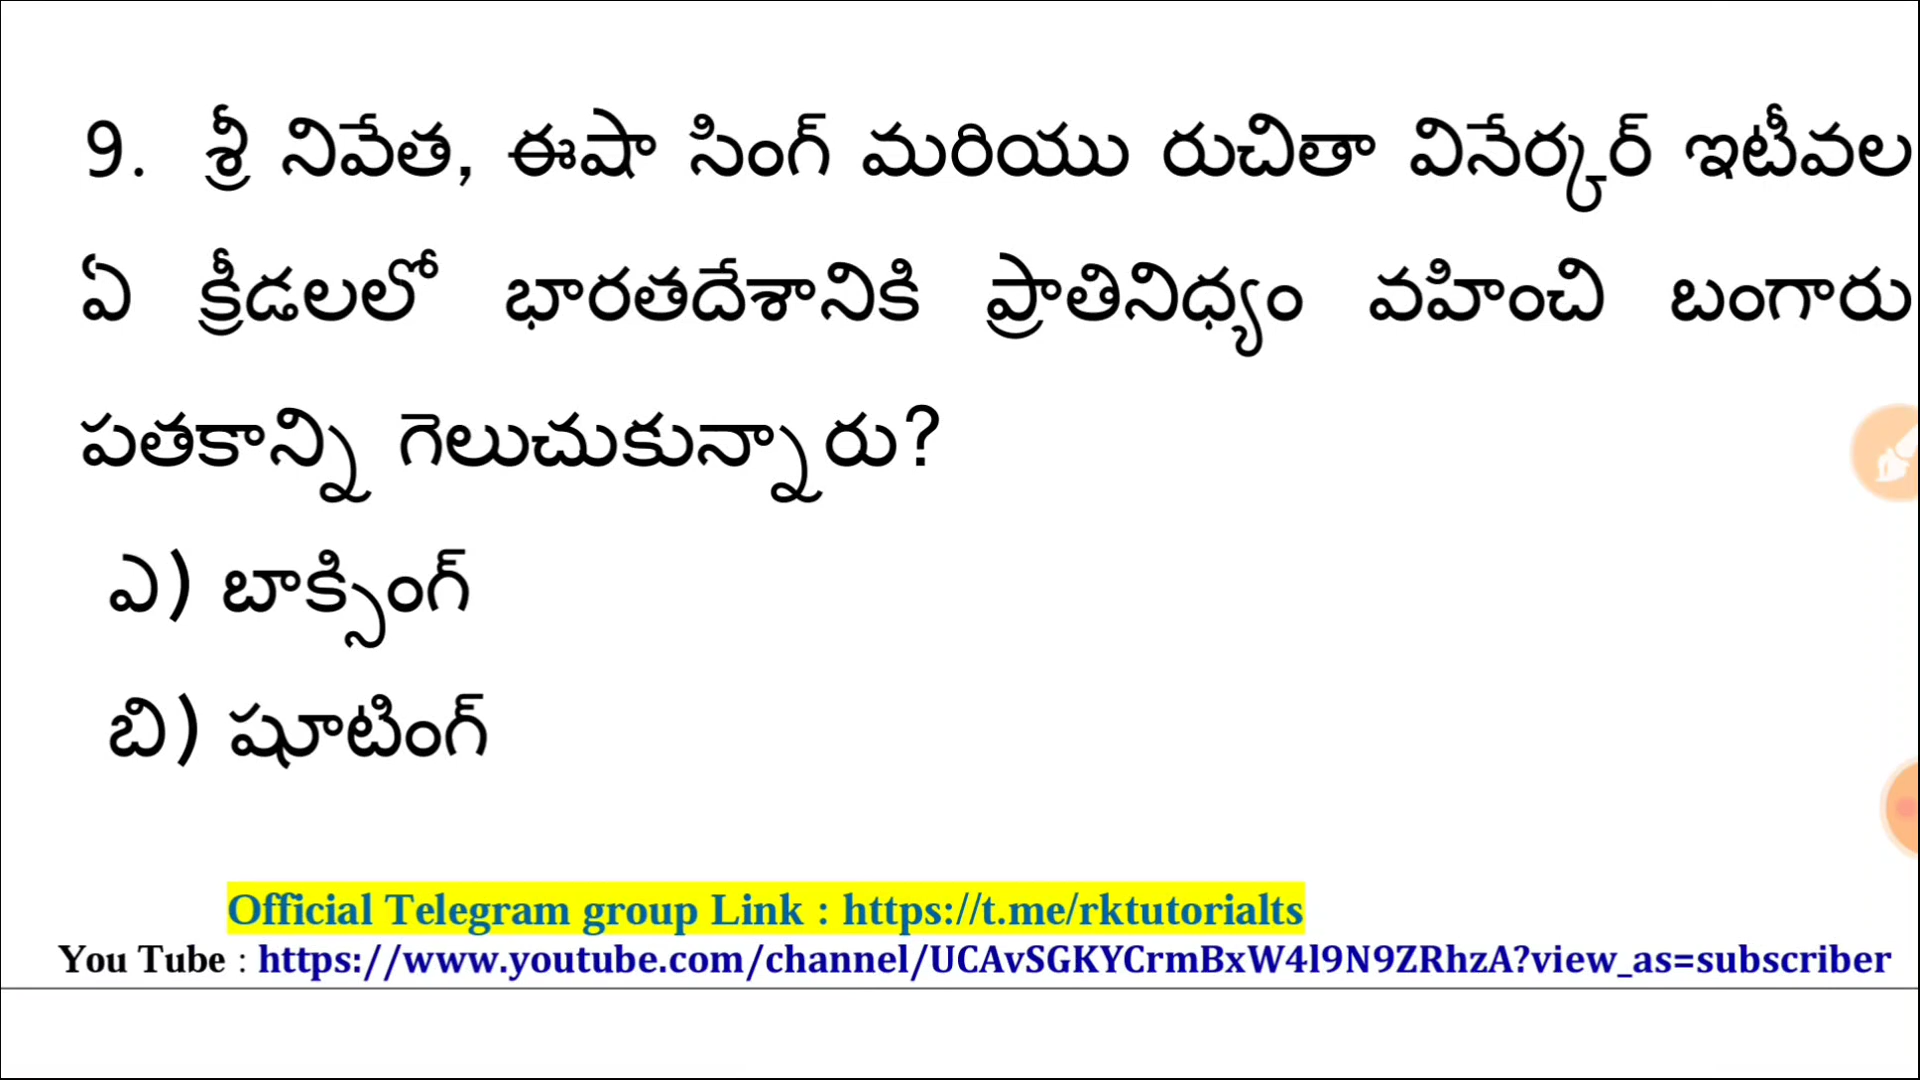 9. శ్రీ నివేత, ఈషా సింగ్ మరియు రుచితా వినేర్కర్ ఇటీవల
ఏ క్రీడలలో భారతదేశానికి ప్రాతినిధ్యం వహించి బంగారు
పతకాన్ని గెలుచుకున్నారు?
ఎ) బాక్సింగ్
బి) షూటింగ్
Official Telegram group Link : https://t.me/rktutorialts
You Tube : https://www.youtube.com/channel/UCAvSGKYCrmBxW4l9N9ZRhzA?view_as=subscriber